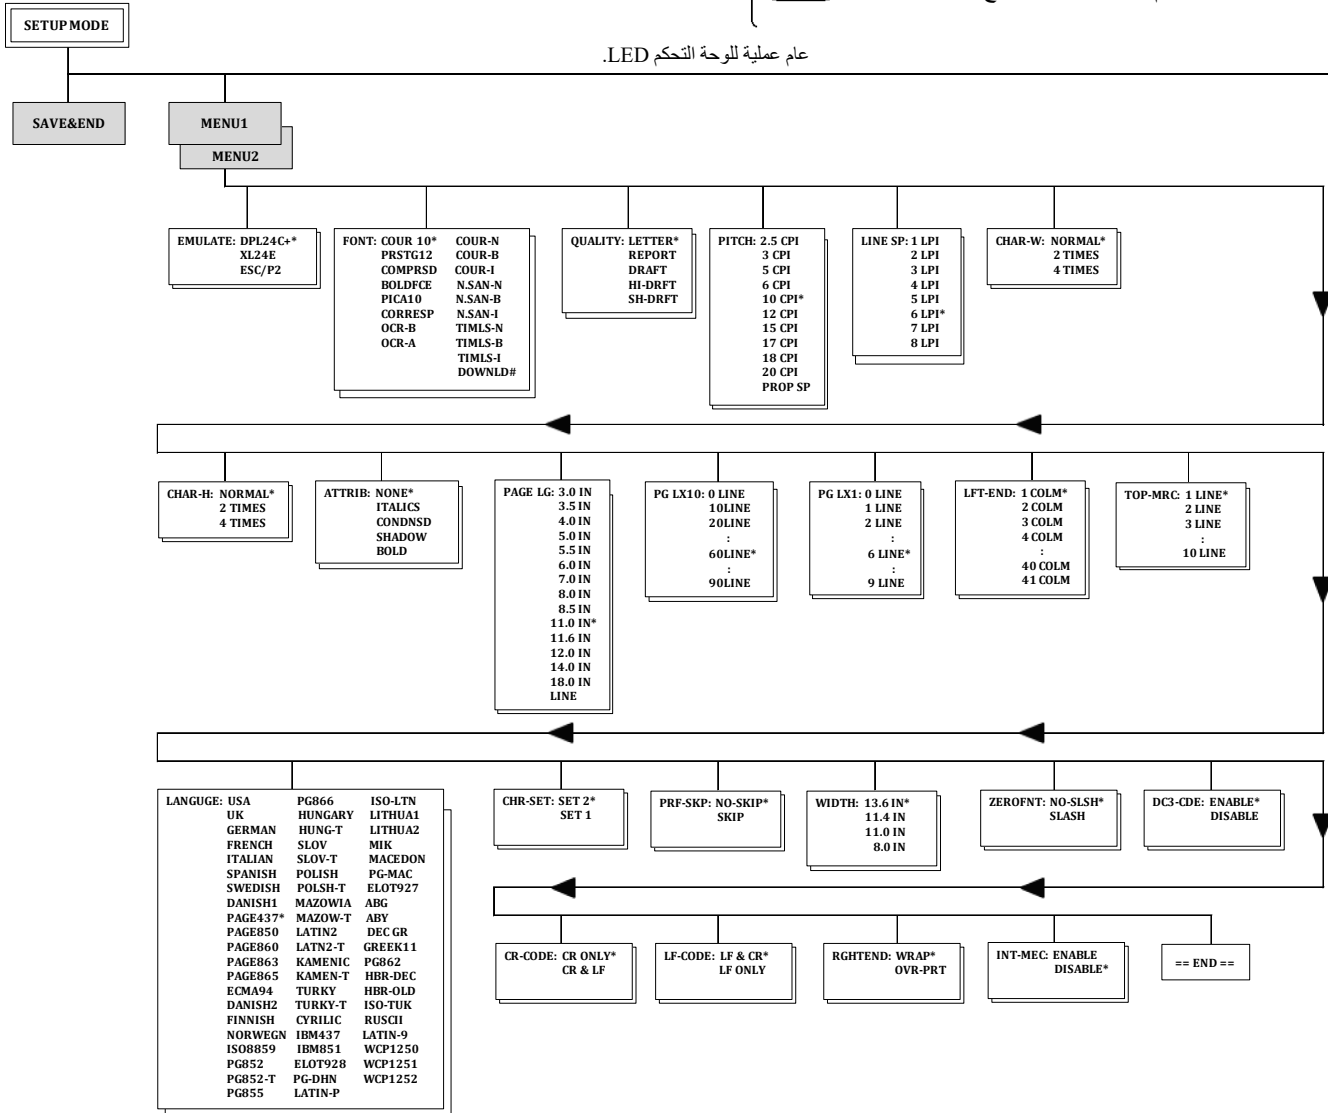 عام عملية للوحة التحكم LED.
SETUP MODE
SAVE&END
MENU1
MENU2
EMULATE: DPL24C+*
XL24E
ESC/P2
FONT: COUR 10* COUR-N
PRSTG12 COUR-B
COMPRSD COUR-I
BOLDFCE N.SAN-N
PICA10 N.SAN-B
CORRESP N.SAN-I
OCR-B TIMLS-N
OCR-A TIMLS-B
TIMLS-I
DOWNLD#
QUALITY: LETTER*
REPORT
DRAFT
HI-DRFT
SH-DRFT
PITCH: 2.5 CPI
3 CPI
5 CPI
6 CPI
10 CPI*
12 CPI
15 CPI
17 CPI
18 CPI
20 CPI
PROP SP
LINE SP: 1 LPI
2 LPI
3 LPI
4 LPI
5 LPI
6 LPI*
7 LPI
8 LPI
CHAR-W: NORMAL*
2 TIMES
4 TIMES
CHAR-H: NORMAL*
2 TIMES
4 TIMES
ATTRIB: NONE*
ITALICS
CONDNSD
SHADOW
BOLD
PAGE LG: 3.0 IN
3.5 IN
4.0 IN
5.0 IN
5.5 IN
6.0 IN
7.0 IN
8.0 IN
8.5 IN
11.0 IN*
11.6 IN
12.0 IN
14.0 IN
18.0 IN
LINE
PG LX10: 0 LINE
10LINE
20LINE
:
60LINE*
:
90LINE
PG LX1: 0 LINE
1 LINE
2 LINE
:
6 LINE*
:
9 LINE
LFT-END: 1 COLM*
2 COLM
3 COLM
4 COLM
:
40 COLM
41 COLM
TOP-MRC: 1 LINE*
2 LINE
3 LINE
:
10 LINE
LANGUGE: USA PG866 ISO-LTN
UK HUNGARY LITHUA1
GERMAN HUNG-T LITHUA2
FRENCH SLOV MIK
ITALIAN SLOV-T MACEDON
SPANISH POLISH PG-MAC
SWEDISH POLSH-T ELOT927
DANISH1 MAZOWIA ABG
PAGE437* MAZOW-T ABY
PAGE850 LATIN2 DEC GR
PAGE860 LATN2-T GREEK11
PAGE863 KAMENIC PG862
PAGE865 KAMEN-T HBR-DEC
ECMA94 TURKY HBR-OLD
DANISH2 TURKY-T ISO-TUK
FINNISH CYRILIC RUSCII
NORWEGN IBM437 LATIN-9
ISO8859 IBM851 WCP1250
PG852 ELOT928 WCP1251
PG852-T PG-DHN WCP1252
PG855 LATIN-P
CHR-SET: SET 2*
SET 1
PRF-SKP: NO-SKIP*
SKIP
WIDTH: 13.6 IN*
11.4 IN
11.0 IN
8.0 IN
ZEROFNT: NO-SLSH*
SLASH
DC3-CDE: ENABLE*
DISABLE
CR-CODE: CR ONLY*
CR & LF
LF-CODE: LF & CR*
LF ONLY
RGHTEND: WRAP*
OVR-PRT
INT-MEC: ENABLE
DISABLE*
== END ==